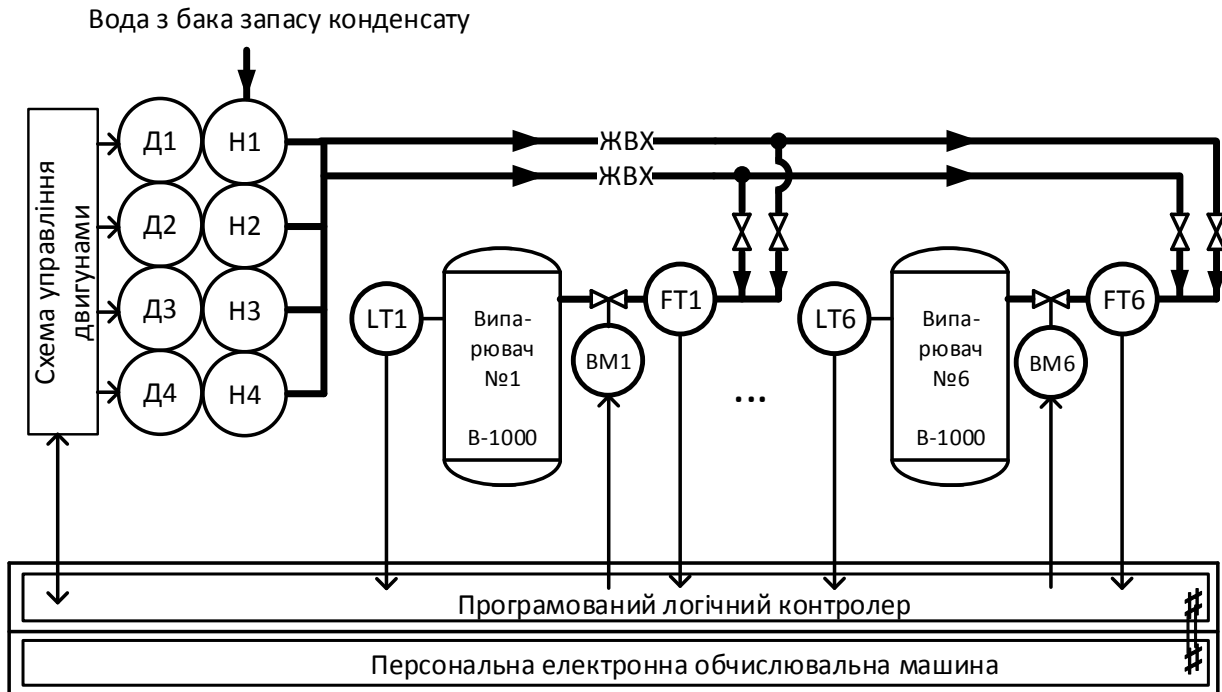 Вода з бака запасу конденсату
Схема управління
двигунами
Д1
Н1
Д2
Н2
Д3
Н3
Д4
Н4
ЖВХ
ЖВХ
LT1
Випа-
рювач
№1
В-1000
ВМ1
FT1
...
LT6
Випа-
рювач
№6
В-1000
ВМ6
FT6
Програмований логічний контролер
Персональна електронна обчислювальна машина